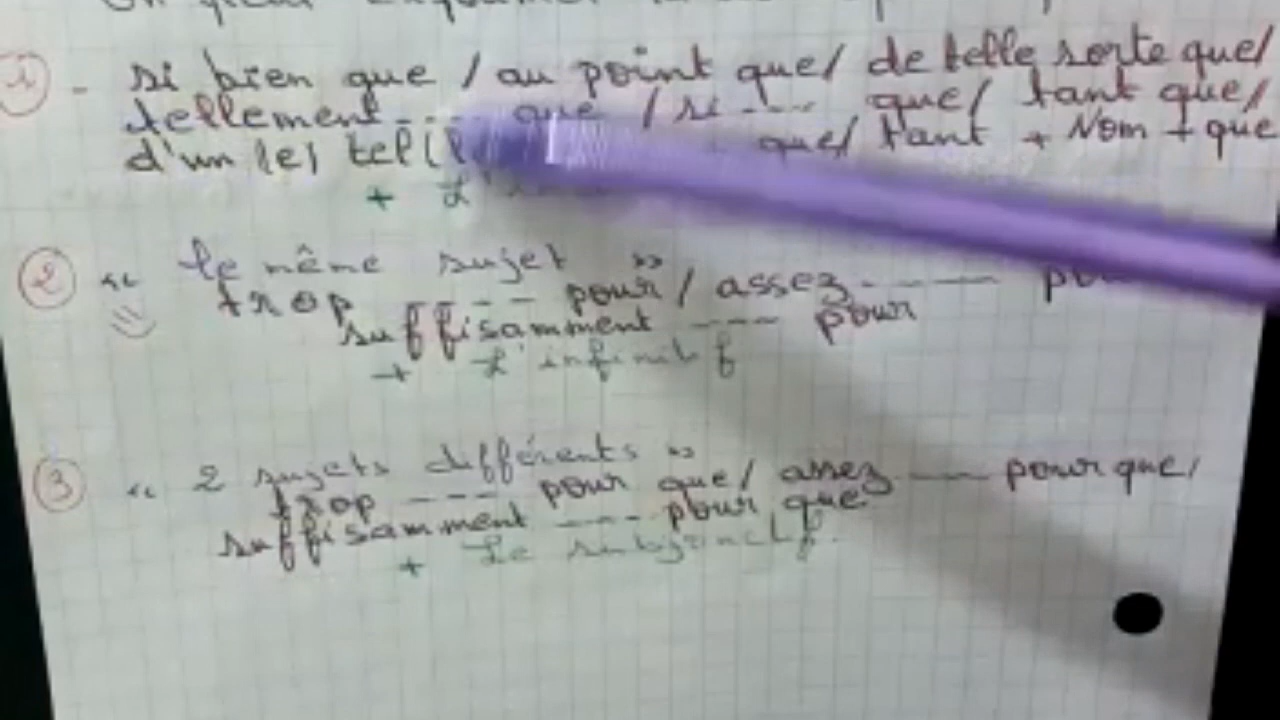 1 - si bien que / au point que / de telle sorte que /
tellement ---- que / si ---- que / tant que /
d'un (e) tel (l que / tant + Nom + que
+ L'
2 « le même sujet »
trop ---- pour / assez ---- 
suffisamment ---- pour
+ L'infinitif
3 « 2 sujets différents »
trop ---- pour que / assez ---- pour que /
suffisamment ---- pour que
+ Le subjonctif.